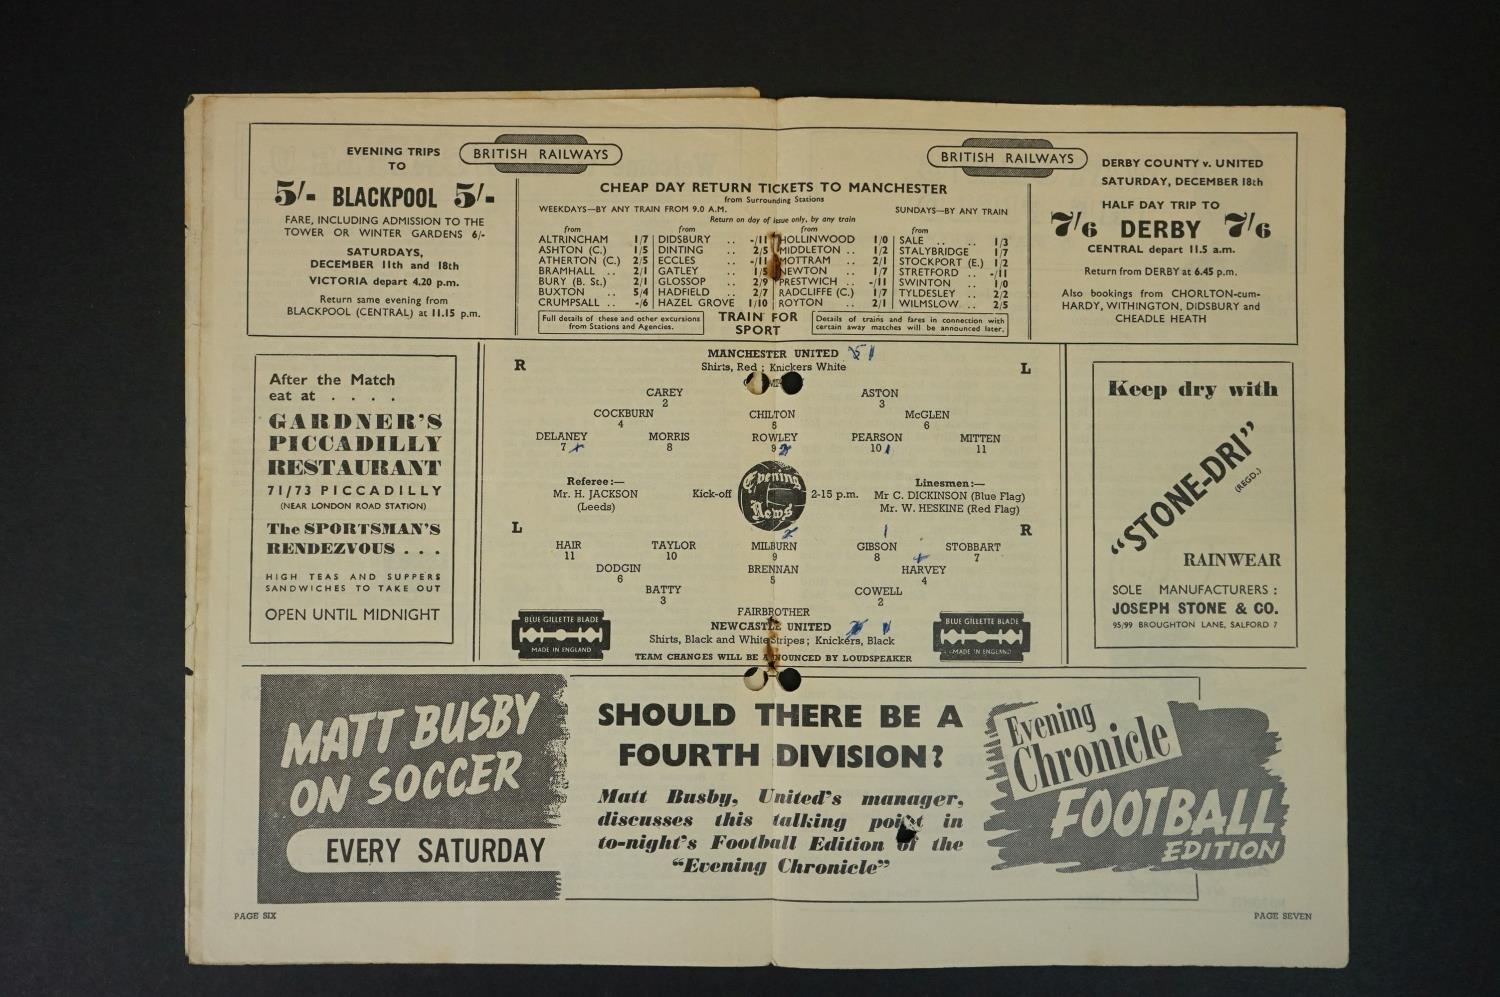 EVENING TRIPS
TO
5/- BLACKPOOL 5/-
FARE, INCLUDING ADMISSION TO THE
TOWER OR WINTER GARDENS 6/-
SATURDAYS,
DECEMBER 11th and 18th
VICTORIA depart 4.20 p.m.
Return same evening from
BLACKPOOL (CENTRAL) at 11.15 p.m.
BRITISH RAILWAYS
BRITISH RAILWAYS
CHEAP DAY RETURN TICKETS TO MANCHESTER
from Surrounding Stations
WEEKDAYS—BY ANY TRAIN FROM 9.0 A.M.
SUNDAYS—BY ANY TRAIN
Return on day of issue only, by any train
from
ALTRINCHAM 1/7
ASHTON (C.) 1/5
ATHERTON (C.) 2/5
BRAMHALL .. 2/1
BURY (B. St.) 2/1
BUXTON .. 5/4
CRUMPSALL .. -/6
from
DIDSBURY .. -/11
DINTING .. 2/5
ECCLES .. -/11
GATLEY .. 1/5
GLOSSOP .. 2/9
HADFIELD .. 2/7
HAZEL GROVE 1/10
from
HOLLINWOOD 1/0
MIDDLETON .. 1/2
MOTTRAM .. 2/1
NEWTON .. 1/7
PRESTWICH .. -/11
RADCLIFFE (C.) 1/7
ROYTON .. 2/1
from
SALE .. .. 1/3
STALYBRIDGE 1/7
STOCKPORT (E.) 1/2
STRETFORD .. -/11
SWINTON .. 1/0
TYLDESLEY .. 2/2
WILMSLOW .. 2/5
Full details of these and other excursions
from Stations and Agencies.
TRAIN FOR
SPORT
Details of trains and fares in connection with
certain away matches will be announced later.
DERBY COUNTY v. UNITED
SATURDAY, DECEMBER 18th
HALF DAY TRIP TO
7/6 DERBY 7/6
CENTRAL depart 11.5 a.m.
Return from DERBY at 6.45 p.m.
Also bookings from CHORLTON-cum-
HARDY, WITHINGTON, DIDSBURY and
CHEADLE HEATH
After the Match
eat at . . . .
GARDNER'S
PICCADILLY
RESTAURANT
71/73 PICCADILLY
(NEAR LONDON ROAD STATION)
The SPORTSMAN'S
RENDEZVOUS . . .
HIGH TEAS AND SUPPERS
SANDWICHES TO TAKE OUT
OPEN UNTIL MIDNIGHT
MANCHESTER UNITED
R Shirts, Red ; Knickers White L
CAREY ASTON
2 3
COCKBURN CHILTON McGLEN
4 5 6
DELANEY MORRIS ROWLEY PEARSON MITTEN
7 8 9 10 11
Referee:—
Mr. H. JACKSON
(Leeds)
Kick-off Evening News 2-15 p.m.
Linesmen:—
Mr C. DICKINSON (Blue Flag)
Mr. W. HESKINE (Red Flag)
L R
HAIR TAYLOR MILBURN GIBSON STOBBART
11 10 9 8 7
DODGIN BRENNAN HARVEY
6 5 4
BATTY COWELL
3 2
FAIRBROTHER
NEWCASTLE UNITED
Shirts, Black and White Stripes; Knickers, Black
TEAM CHANGES WILL BE ANNOUNCED BY LOUDSPEAKER
BLUE GILLETTE BLADE
MADE IN ENGLAND
BLUE GILLETTE BLADE
MADE IN ENGLAND
Keep dry with
"STONE-DRI"
(REGD.)
RAINWEAR
SOLE MANUFACTURERS :
JOSEPH STONE & CO.
95/99 BROUGHTON LANE, SALFORD 7
MATT BUSBY
ON SOCCER
EVERY SATURDAY
SHOULD THERE BE A
FOURTH DIVISION?
Matt Busby, United's manager,
discusses this talking point in
to-night's Football Edition of the
"Evening Chronicle"
Evening
Chronicle
FOOTBALL
EDITION
PAGE SIX
PAGE SEVEN